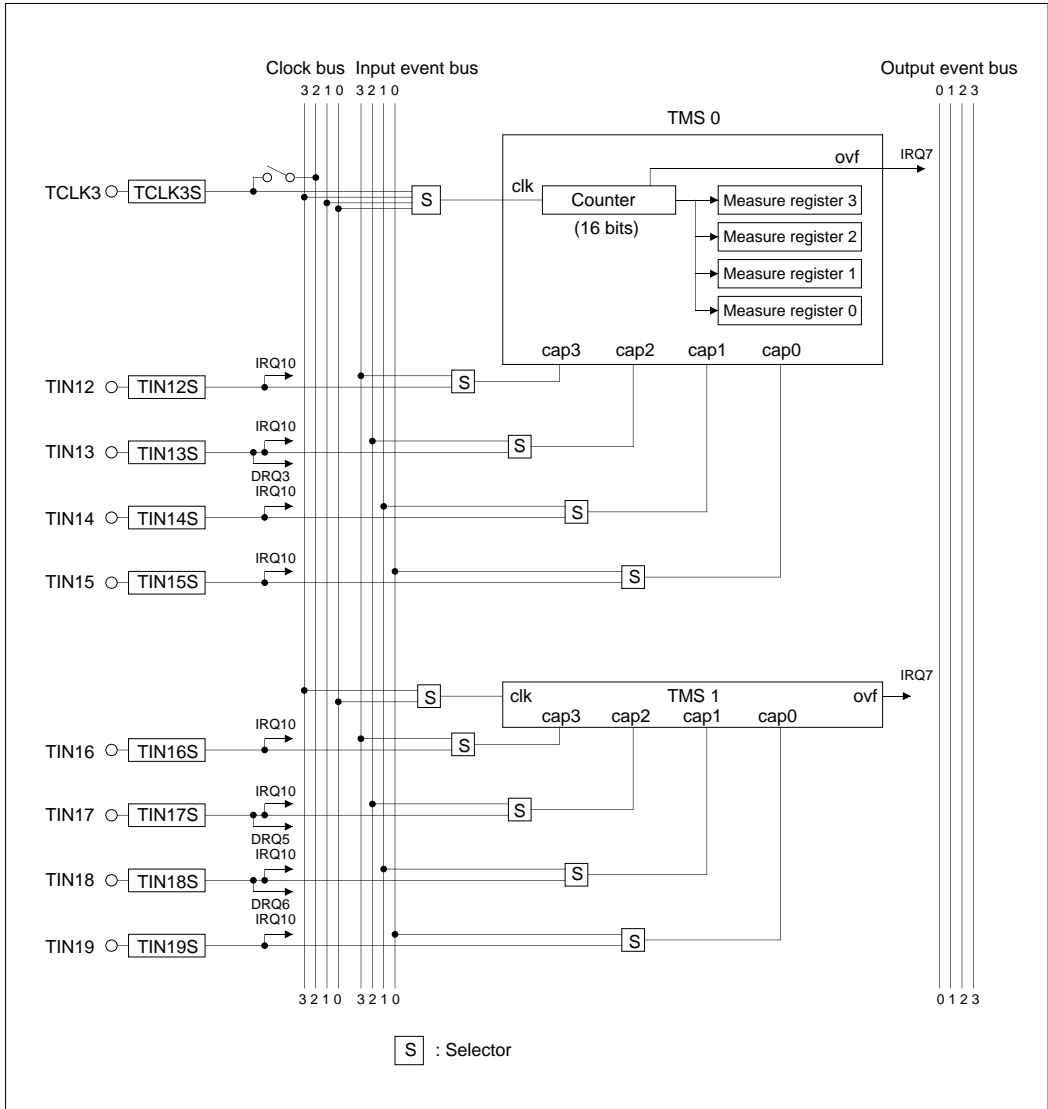 Clock bus Input event bus Output event bus
3 2 1 0 3 2 1 0 0 1 2 3
TMS 0
ovf IRQ7
TCLK3 TCLK3S S clk Counter Measure register 3
(16 bits) Measure register 2
Measure register 1
Measure register 0
cap3 cap2 cap1 cap0
IRQ10
TIN12 TIN12S S
IRQ10
TIN13 TIN13S S
DRQ3
IRQ10
TIN14 TIN14S S
IRQ10
TIN15 TIN15S S
IRQ7
S clk TMS 1 ovf
cap3 cap2 cap1 cap0
IRQ10
TIN16 TIN16S S
IRQ10
TIN17 TIN17S S
DRQ5
IRQ10
TIN18 TIN18S S
DRQ6
IRQ10
TIN19 TIN19S S
3 2 1 0 3 2 1 0 0 1 2 3
S : Selector